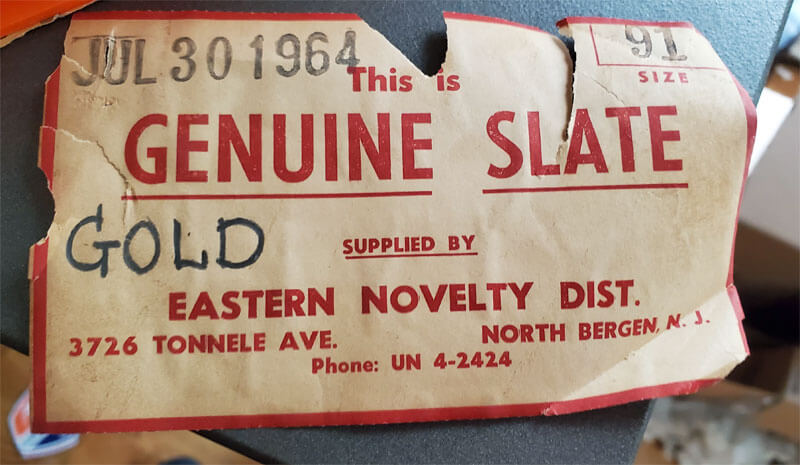 JUL 30 1964
91
This is
SIZE
GENUINE SLATE
GOLD
SUPPLIED BY
EASTERN NOVELTY DIST.
3726 TONNELE AVE. NORTH BERGEN, N. J.
Phone: UN 4-2424